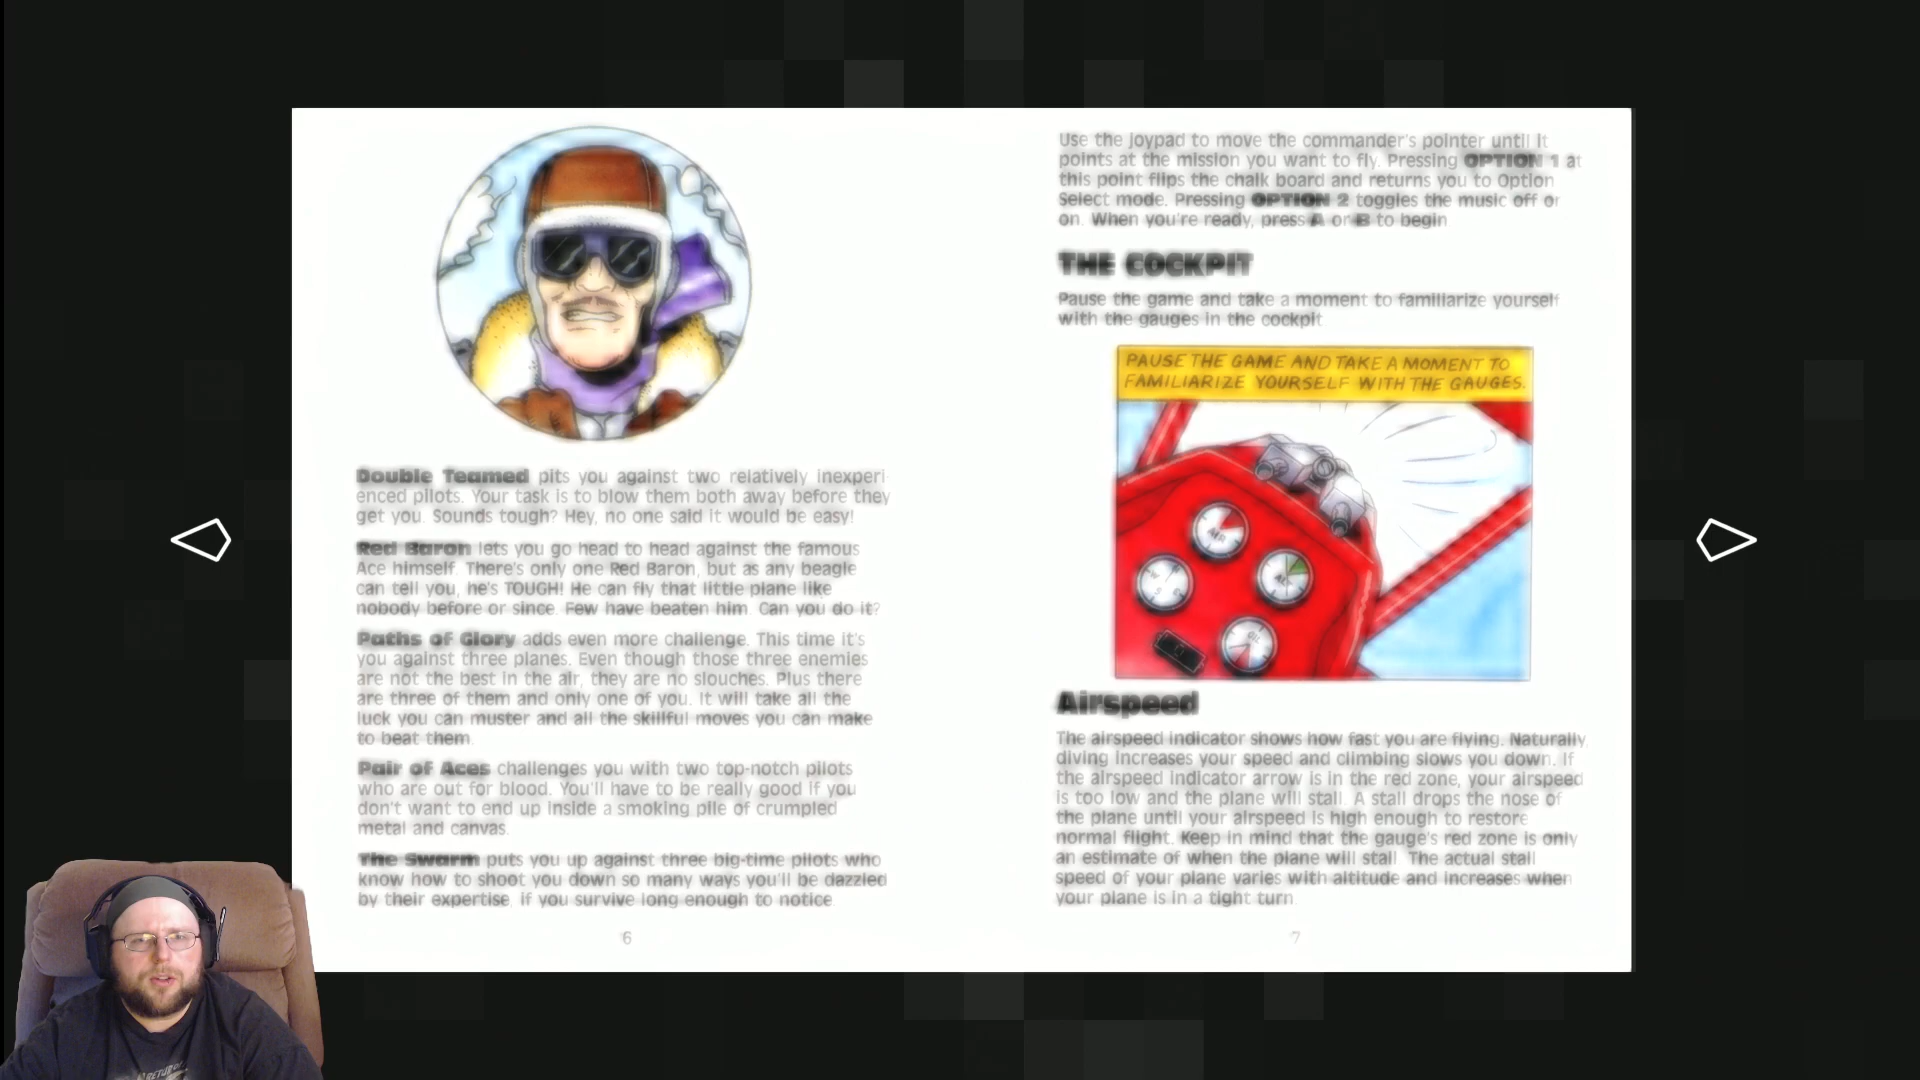 Double Teamed pits you against two relatively inexperi-
enced pilots. Your task is to blow them both away before they
get you. Sounds tough? Hey, no one said it would be easy!
Red Baron lets you go head to head against the famous
Ace himself. There's only one Red Baron, but as any beagle
can tell you, he's TOUGH! He can fly that little plane like
nobody before or since. Few have beaten him. Can you do it?
Paths of Glory adds even more challenge. This time it's
you against three planes. Even though those three enemies
are not the best in the air, they are no slouches. Plus there
are three of them and only one of you. It will take all the
luck you can muster and all the skillful moves you can make
to beat them.
Pair of Aces challenges you with two top-notch pilots
who are out for blood. You'll have to be really good if you
don't want to end up inside a smoking pile of crumpled
metal and canvas.
The Swarm puts you up against three big-time pilots who
know how to shoot you down so many ways you'll be dazzled
by their expertise, if you survive long enough to notice.
6
Use the joypad to move the commander's pointer until it
points at the mission you want to fly. Pressing OPTION 1 at
this point flips the chalk board and returns you to Option
Select mode. Pressing OPTION 2 toggles the music off or
on. When you're ready, press A or B to begin
THE COCKPIT
Pause the game and take a moment to familiarize yourself
with the gauges in the cockpit
PAUSE THE GAME AND TAKE A MOMENT TO
FAMILIARIZE YOURSELF WITH THE GAUGES.
AIR
ALT
W
S
OIL
Airspeed
The airspeed indicator shows how fast you are flying. Naturally,
diving increases your speed and climbing slows you down. If
the airspeed indicator arrow is in the red zone, your airspeed
is too low and the plane will stall. A stall drops the nose of
the plane until your airspeed is high enough to restore
normal flight. Keep in mind that the gauge's red zone is only
an estimate of when the plane will stall. The actual stall
speed of your plane varies with altitude and increases when
your plane is in a tight turn.
7